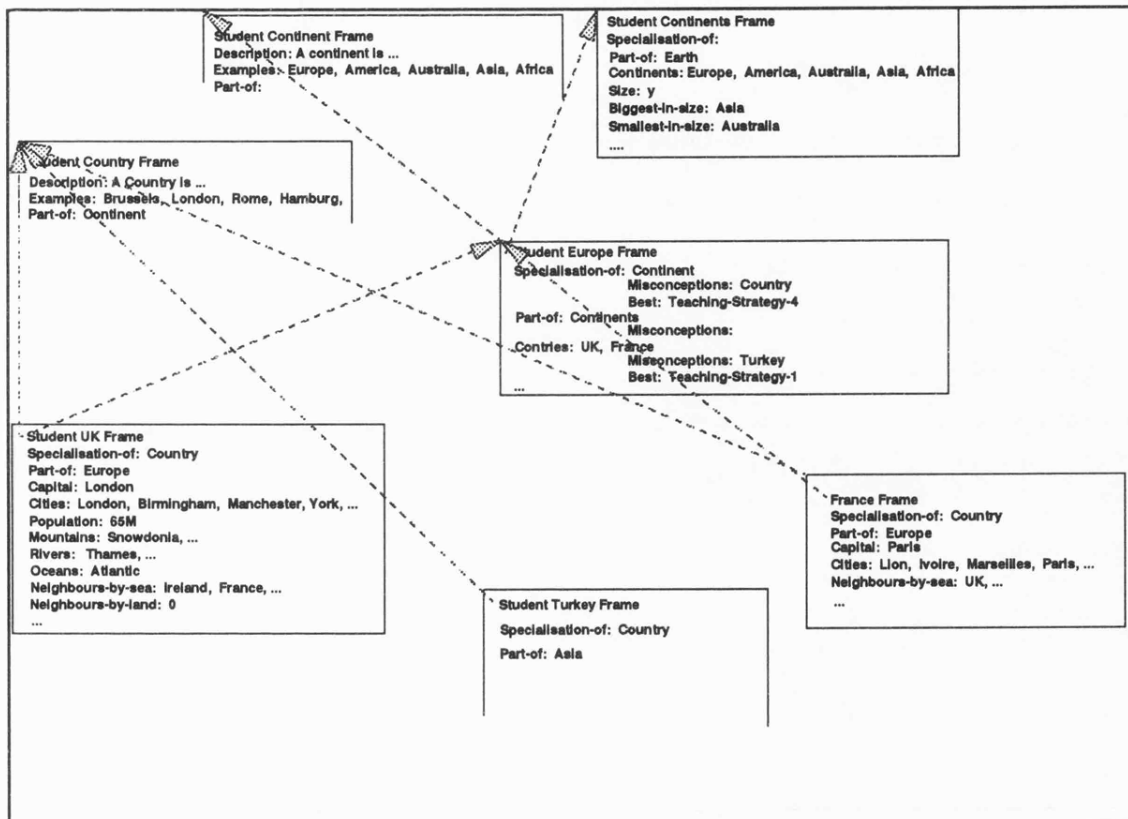 Student Continent Frame
Description: A continent is ...
Examples: Europe, America, Australia, Asia, Africa
Part-of:
Student Continents Frame
Specialisation-of:
Part-of: Earth
Continents: Europe, America, Australia, Asia, Africa
Size: y
Biggest-in-size: Asia
Smallest-in-size: Australia
....
Student Country Frame
Description: A Country is ...
Examples: Brussels, London, Rome, Hamburg,
Part-of: Continent
Student Europe Frame
Specialisation-of: Continent
Misconceptions: Country
Best: Teaching-Strategy-4
Part-of: Continents
Misconceptions:
Contries: UK, France
Misconceptions: Turkey
Best: Teaching-Strategy-1
...
Student UK Frame
Specialisation-of: Country
Part-of: Europe
Capital: London
Cities: London, Birmingham, Manchester, York, ...
Population: 65M
Mountains: Snowdonia, ...
Rivers: Thames, ...
Oceans: Atlantic
Neighbours-by-sea: Ireland, France, ...
Neighbours-by-land: 0
...
France Frame
Specialisation-of: Country
Part-of: Europe
Capital: Paris
Cities: Lion, Ivoire, Marseilles, Paris, ...
Neighbours-by-sea: UK, ...
...
Student Turkey Frame
Specialisation-of: Country
Part-of: Asia